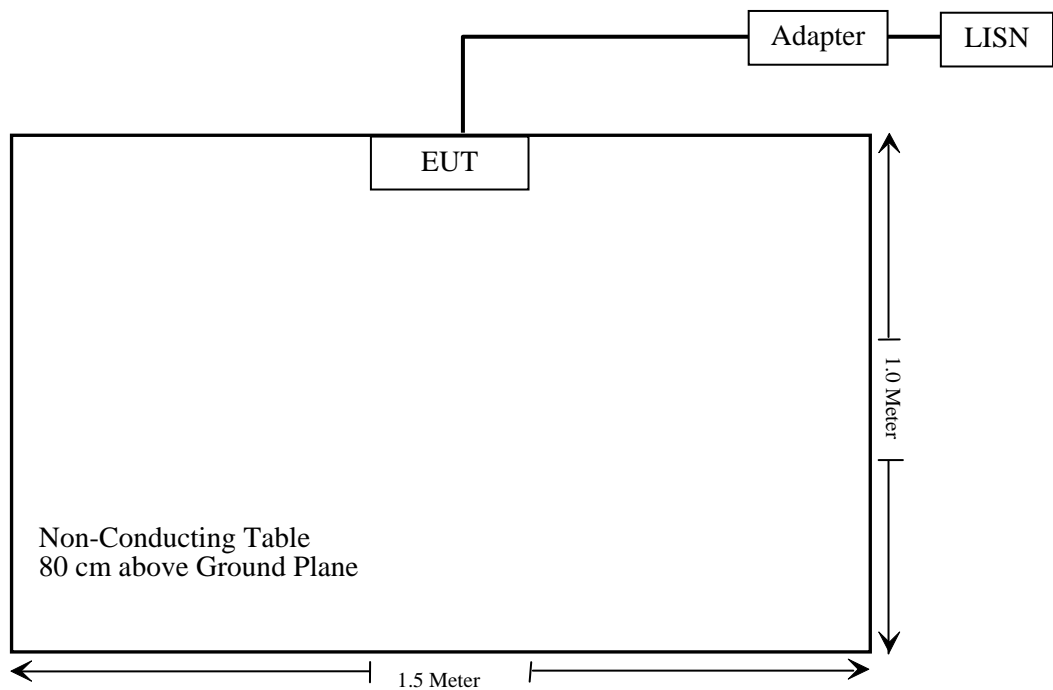 Adapter
LISN
EUT
1.0 Meter
Non-Conducting Table
80 cm above Ground Plane
1.5 Meter